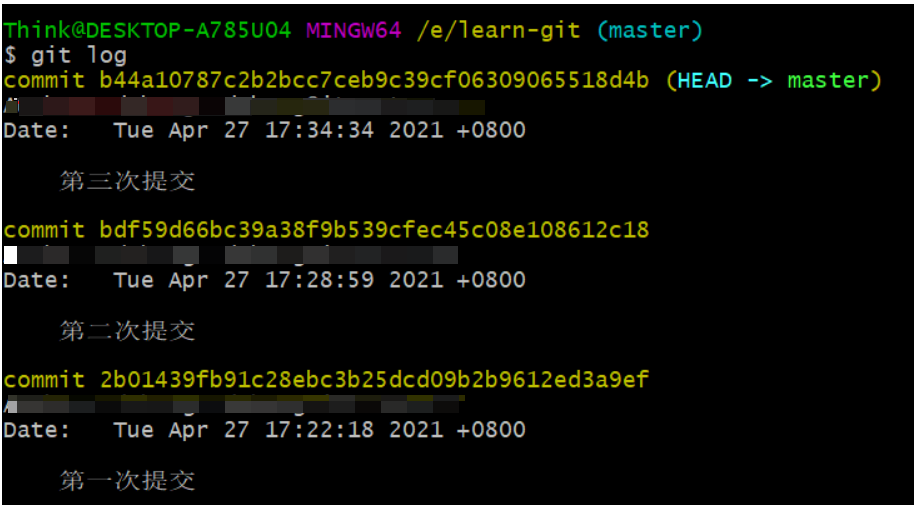 Think@DESKTOP-A785U04 MINGW64 /e/learn-git (master)
$ git log
commit b44a10787c2b2bcc7ceb9c39cf06309065518d4b (HEAD -> master)
Date:   Tue Apr 27 17:34:34 2021 +0800
第三次提交
commit bdf59d66bc39a38f9b539cfec45c08e108612c18
Date:   Tue Apr 27 17:28:59 2021 +0800
第二次提交
commit 2b01439fb91c28ebc3b25dcd09b2b9612ed3a9ef
Date:   Tue Apr 27 17:22:18 2021 +0800
第一次提交